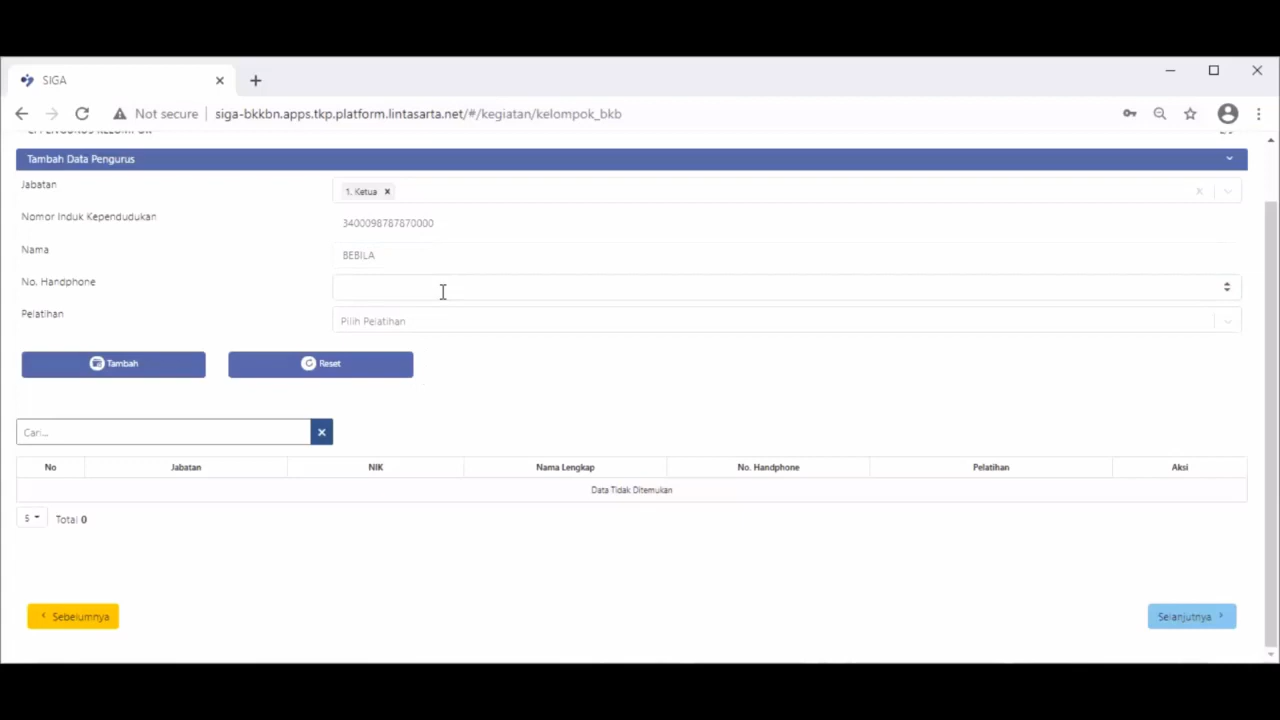 SIGA
Not secure
siga-bkkbn.apps.tkp.platform.lintasarta.net/#/kegiatan/kelompok_bkb
Tambah Data Pengurus
Jabatan
1. Ketua
Nomor Induk Kependudukan
3400098787870000
Nama
BEBILA
No. Handphone
Pelatihan
Pilih Pelatihan
Tambah
Reset
Cari...
No Jabatan NIK Nama Lengkap No. Handphone Pelatihan Aksi
Data Tidak Ditemukan
5 Total 0
Sebelumnya
Selanjutnya